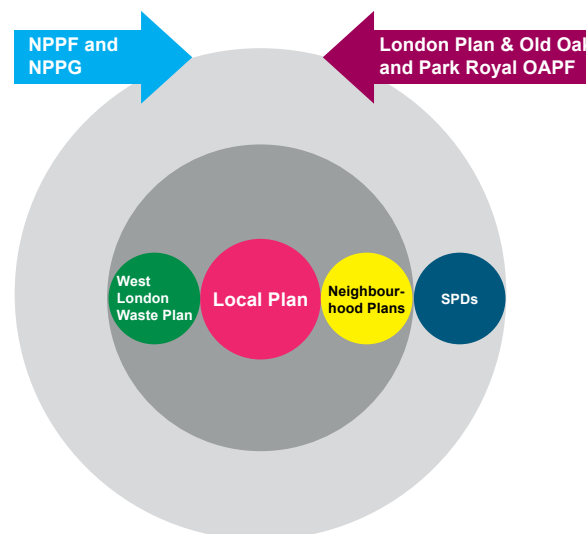 NPPF and
NPPG
London Plan & Old Oak
and Park Royal OAPF
West
London
Waste Plan
Local Plan
Neighbour-
hood Plans
SPDs